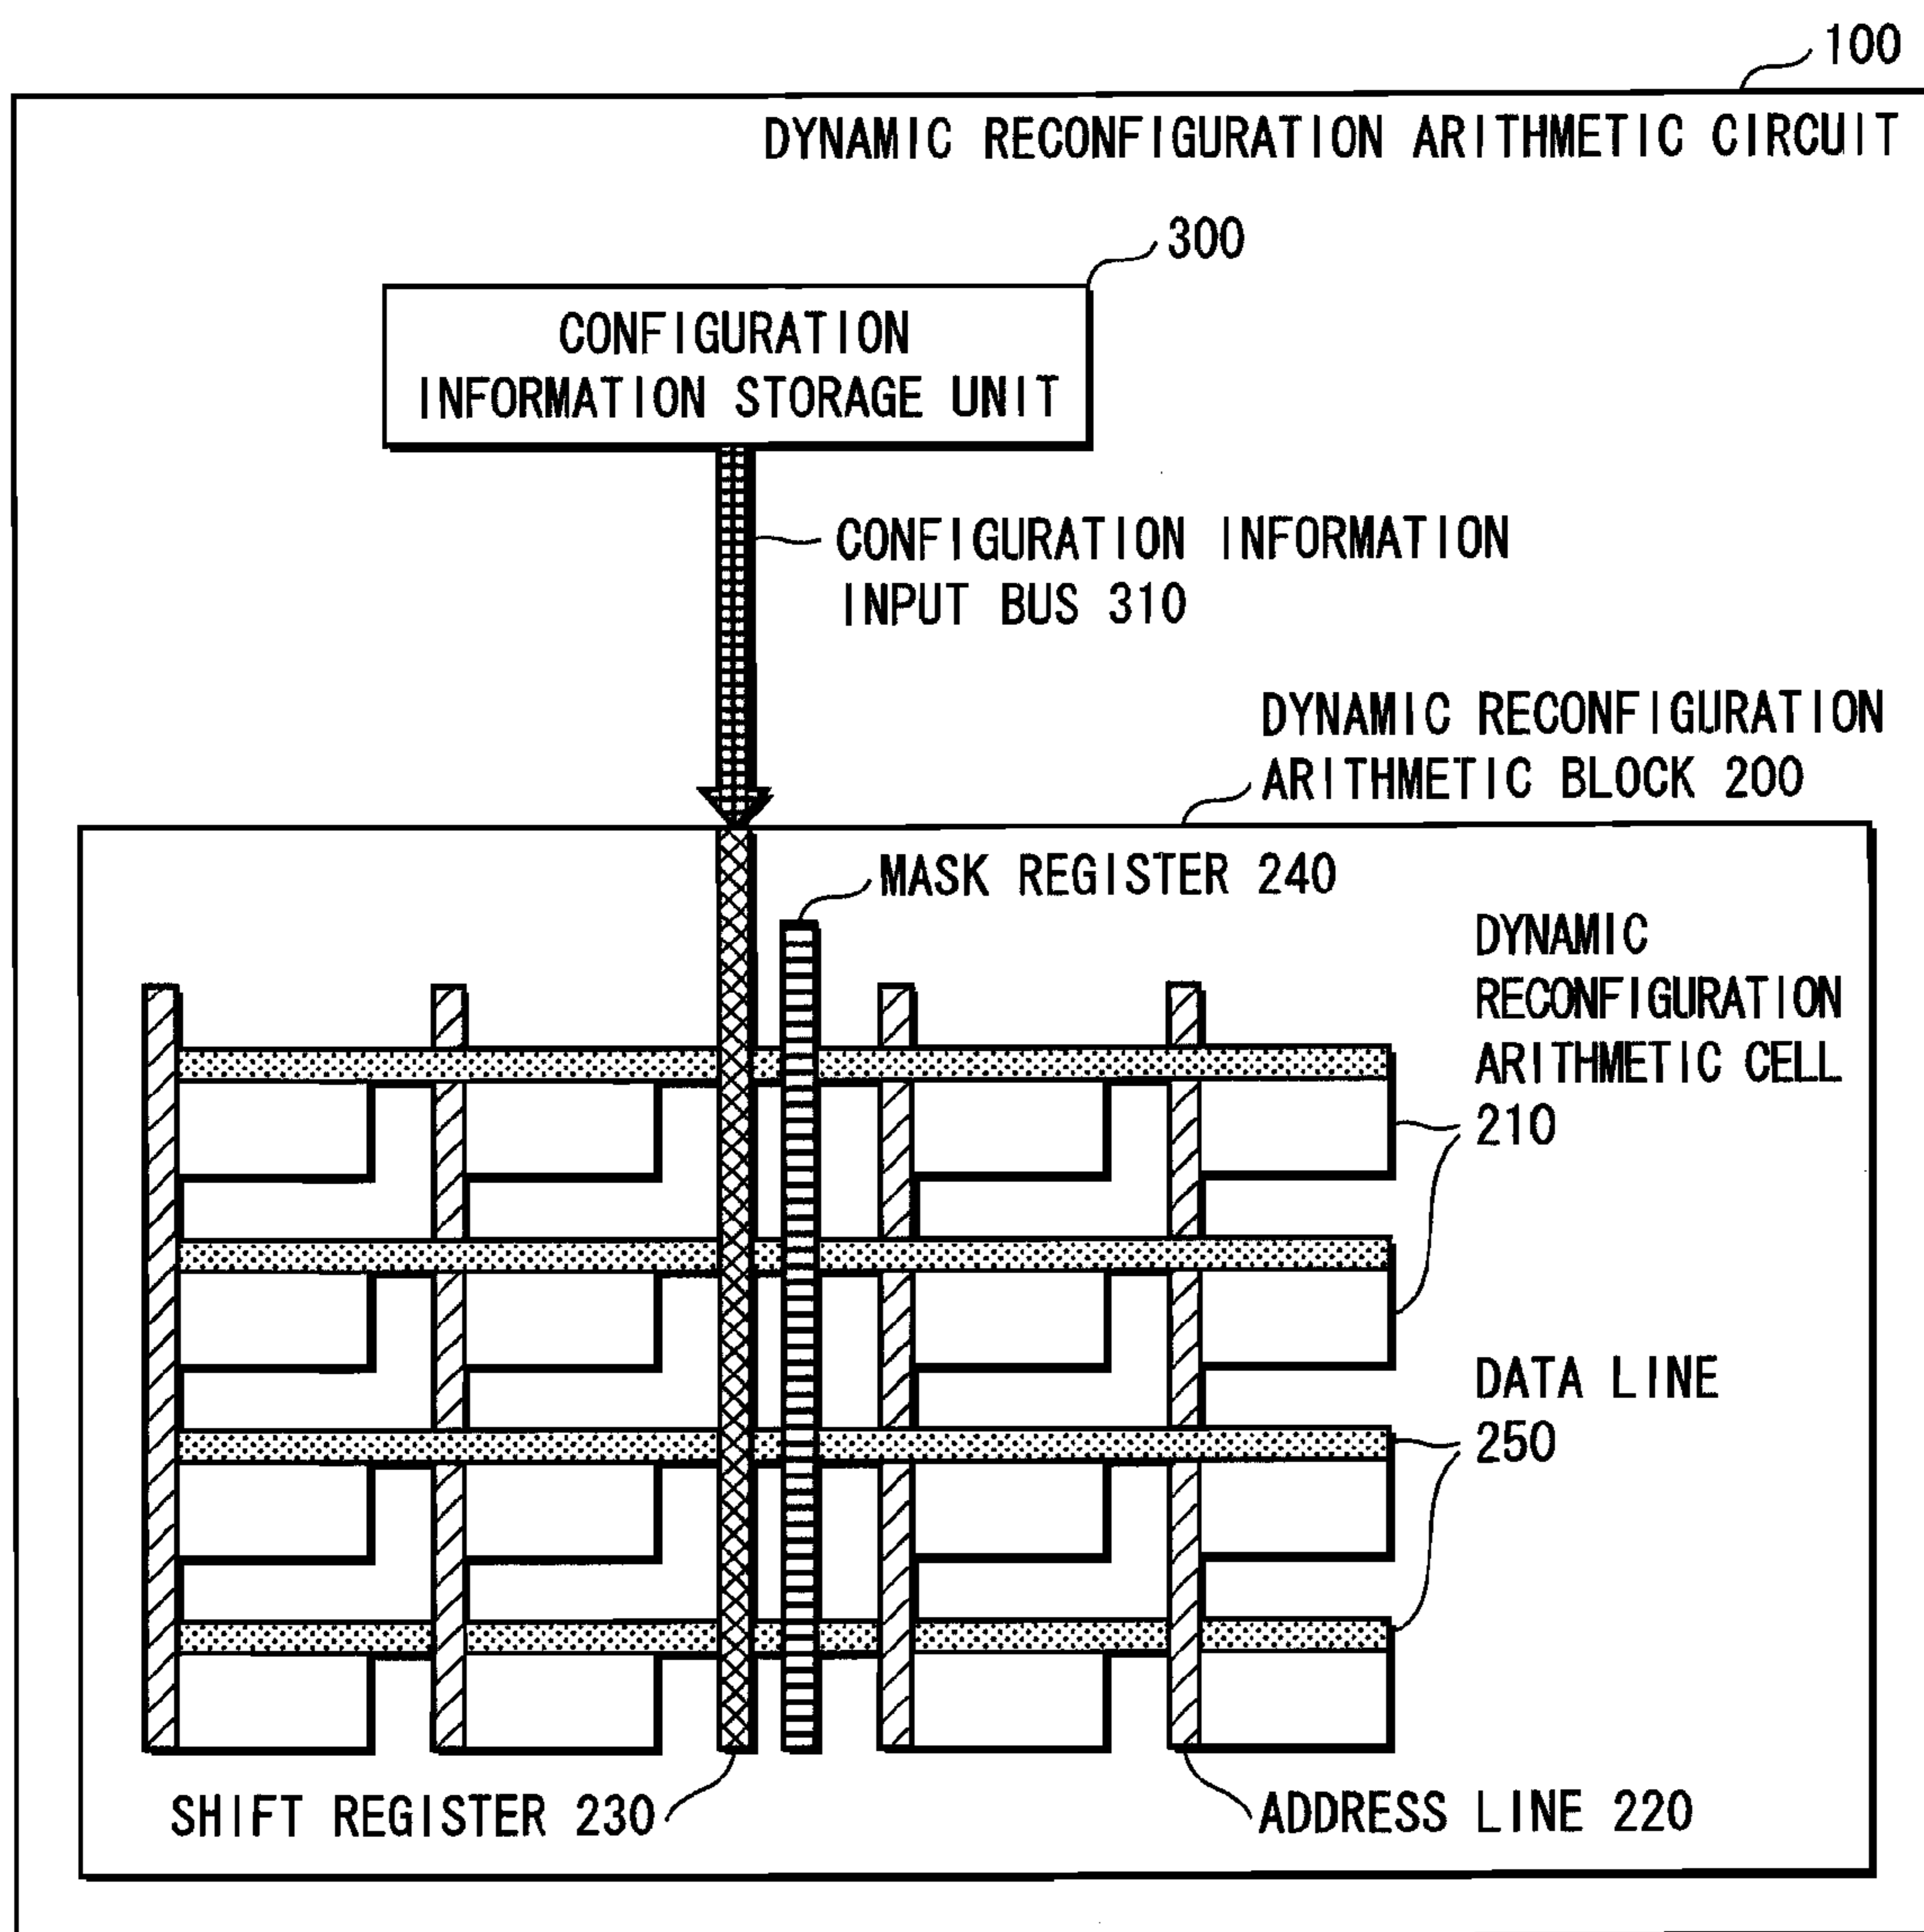 100
DYNAMIC RECONFIGURATION ARITHMETIC CIRCUIT
300
CONFIGURATION
INFORMATION STORAGE UNIT
CONFIGURATION INFORMATION
INPUT BUS 310
DYNAMIC RECONFIGURATION
ARITHMETIC BLOCK 200
MASK REGISTER 240
DYNAMIC
RECONFIGURATION
ARITHMETIC CELL
210
DATA LINE
250
SHIFT REGISTER 230
ADDRESS LINE 220